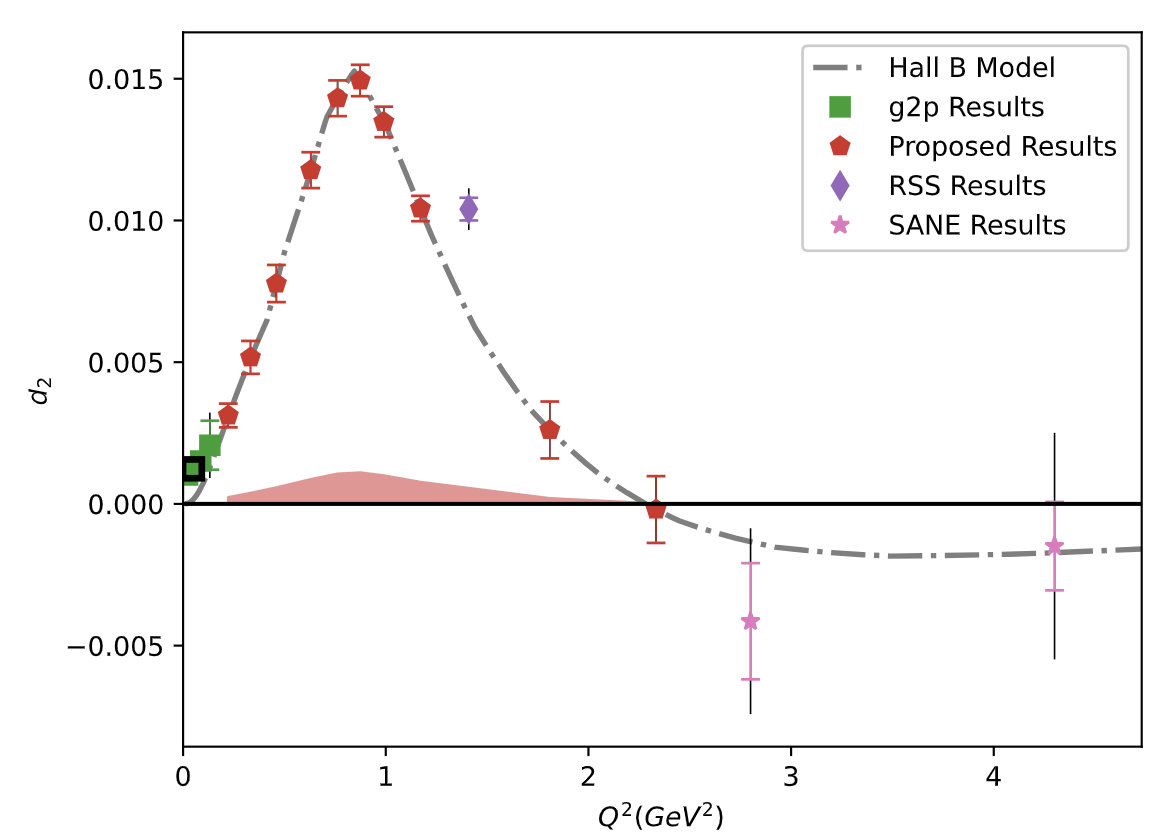 Hall B Model
g2p Results
Proposed Results
RSS Results
SANE Results
0.015
0.010
0.005
0.000
−0.005
d₂
0 1 2 3 4
Q²(GeV²)